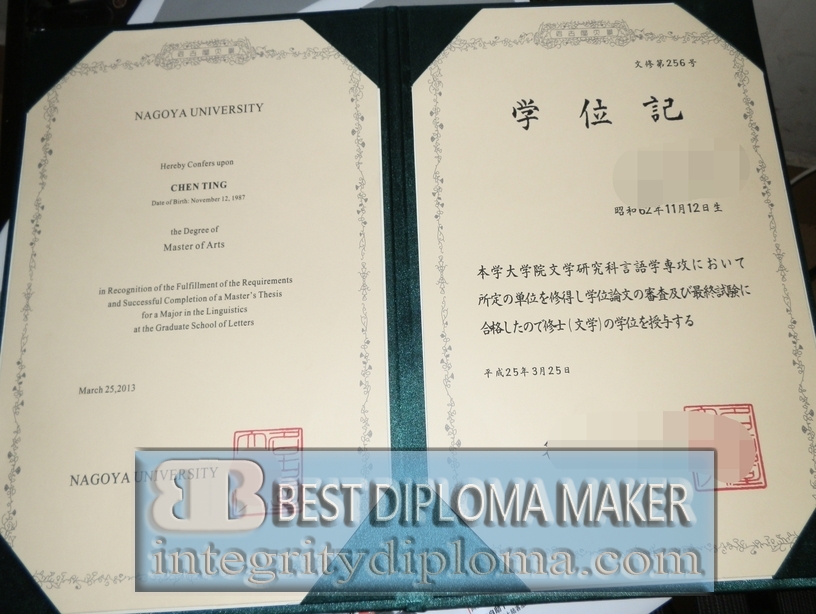 NAGOYA UNIVERSITY
Hereby Confers upon
CHEN TING
Date of Birth: November 12, 1987
the Degree of
Master of Arts
in Recognition of the Fulfillment of the Requirements
and Successful Completion of a Master's Thesis
for a Major in the Linguistics
at the Graduate School of Letters
March 25,2013
NAGOYA UNIVERSITY
文修第256号
学位記
昭和62年11月12日生
本学大学院文学研究科言語学専攻において
所定の単位を修得し学位論文の審査及び最終試験に
合格したので修士(文学)の学位を授与する
平成25年3月25日
BEST DIPLOMA MAKER
integritydiploma.com